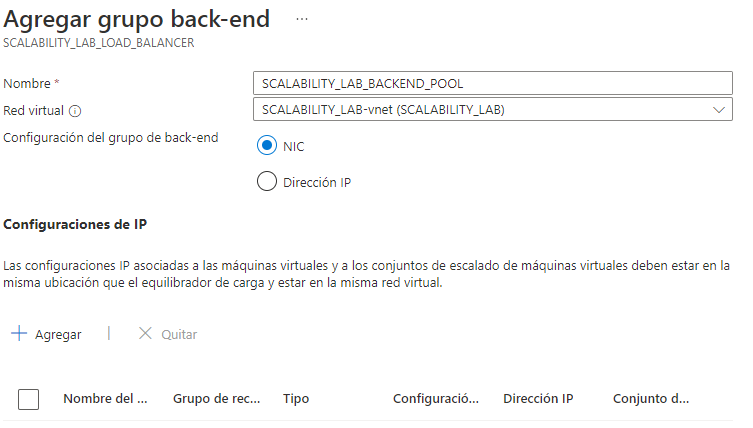 Agregar grupo back-end ...
SCALABILITY_LAB_LOAD_BALANCER
Nombre * SCALABILITY_LAB_BACKEND_POOL
Red virtual SCALABILITY_LAB-vnet (SCALABILITY_LAB)
Configuración del grupo de back-end NIC
Dirección IP
Configuraciones de IP
Las configuraciones IP asociadas a las máquinas virtuales y a los conjuntos de escalado de máquinas virtuales deben estar en la
misma ubicación que el equilibrador de carga y estar en la misma red virtual.
Agregar | Quitar
Nombre del ... Grupo de rec... Tipo Configuració... Dirección IP Conjunto d...